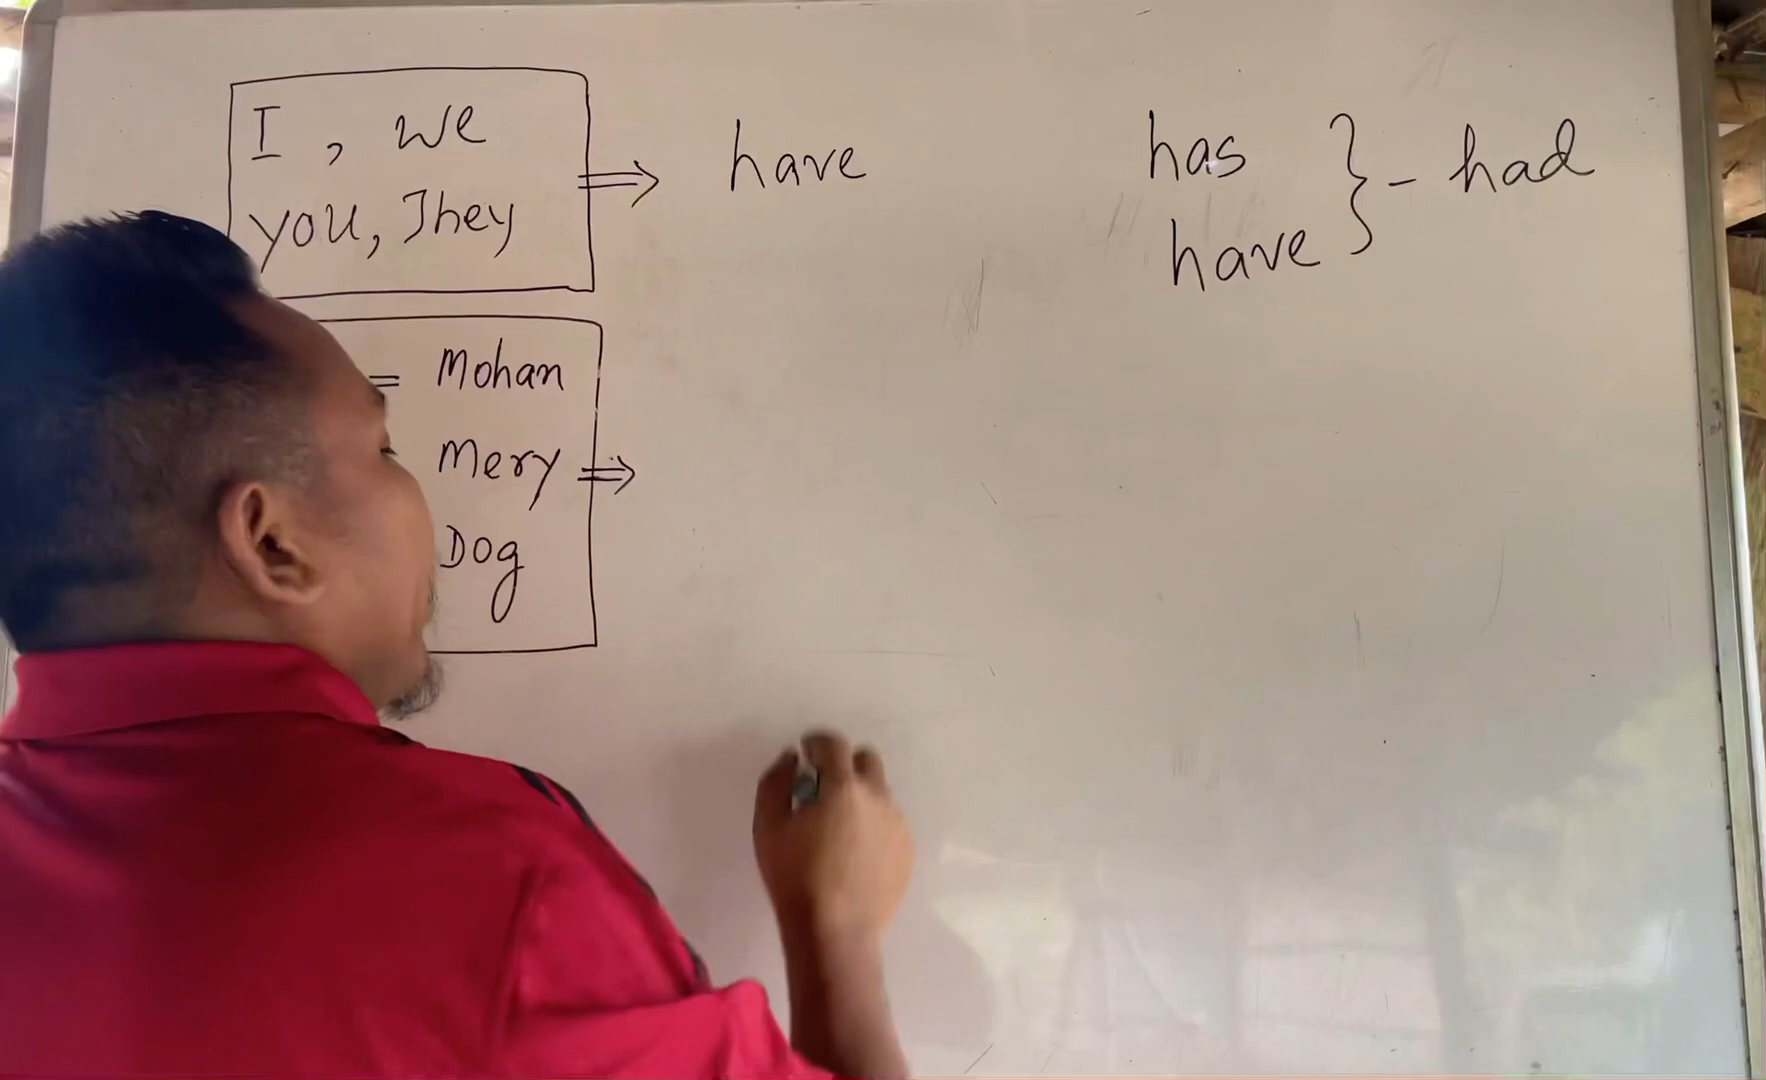 I, we
you, They
⇒ have
= Mohan
Mery ⇒
Dog
has
have
} - had